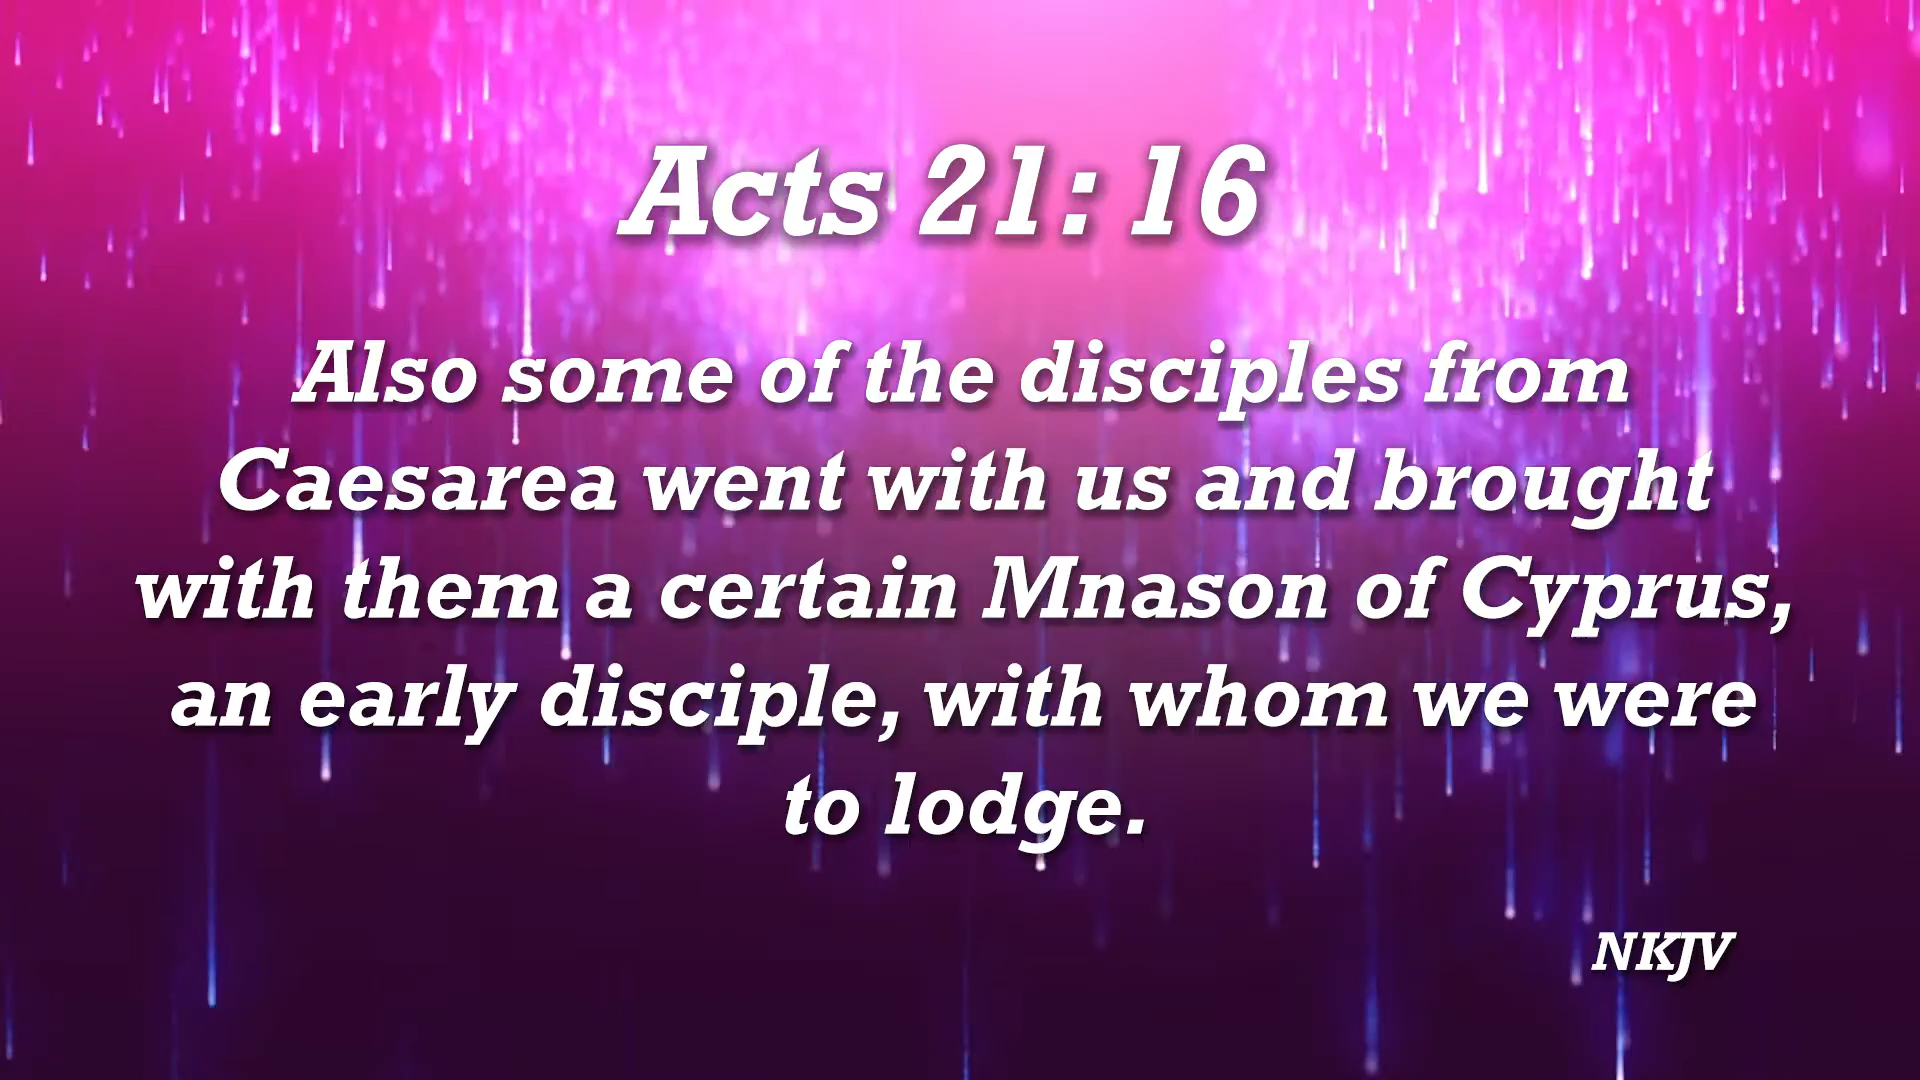 Acts 21: 16
Also some of the disciples from
Caesarea went with us and brought
with them a certain Mnason of Cyprus,
an early disciple, with whom we were
to lodge.
NKJV